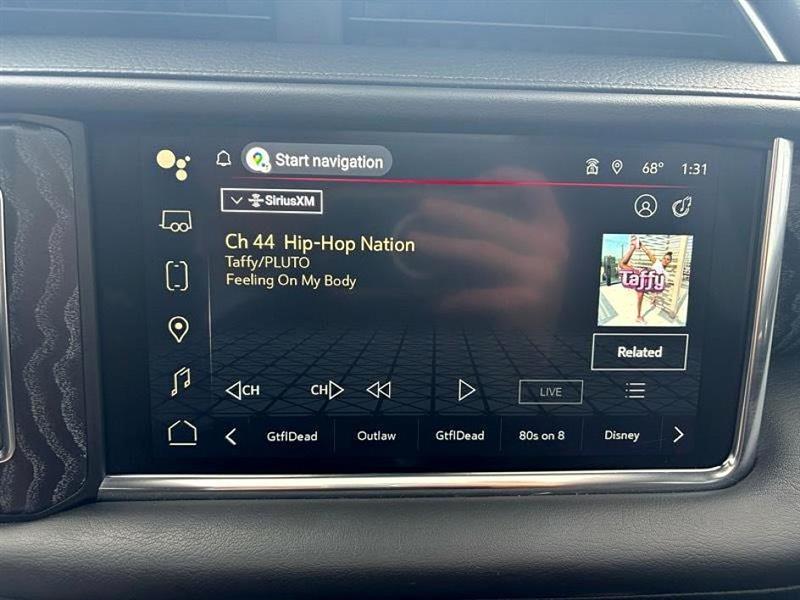 Start navigation
68° 1:31
SiriusXM
Ch 44 Hip-Hop Nation
Taffy/PLUTO
Feeling On My Body
Taffy
Related
CH CH LIVE
GtflDead Outlaw GtflDead 80s on 8 Disney